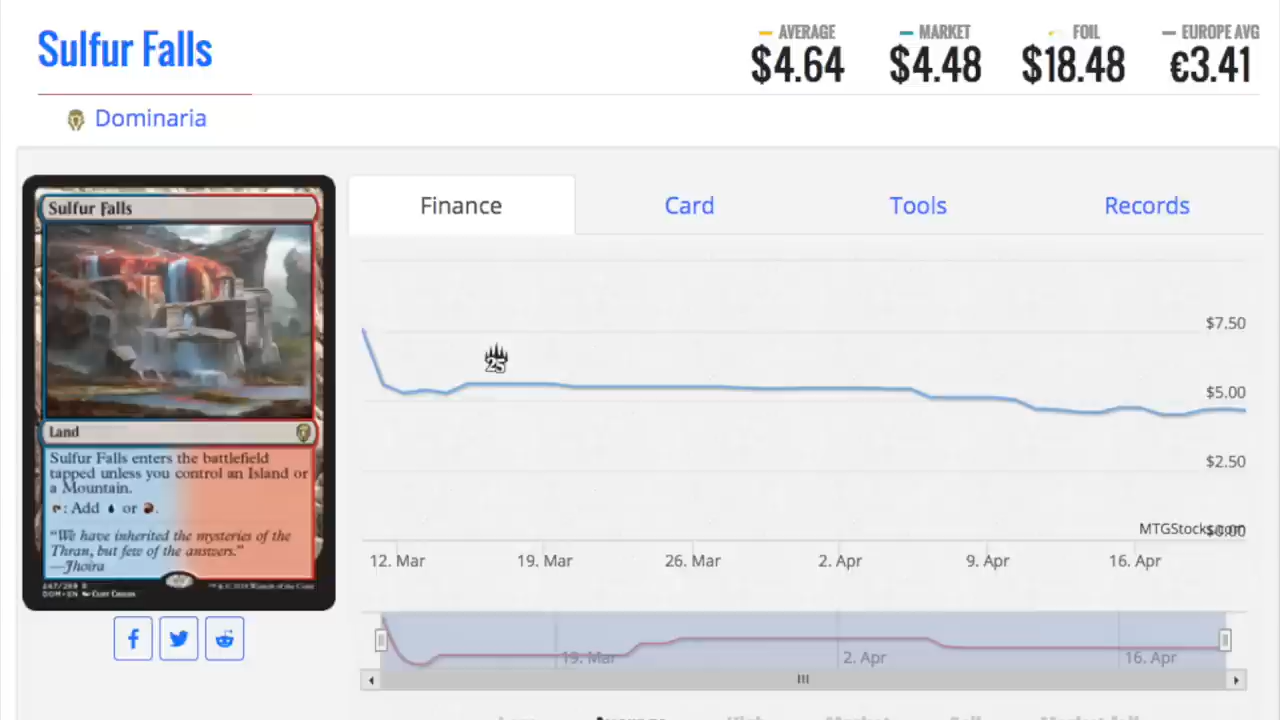 Sulfur Falls
AVERAGE
$4.64
MARKET
$4.48
FOIL
$18.48
EUROPE AVG
€3.41
Dominaria
Sulfur Falls
Land
Sulfur Falls enters the battlefield
tapped unless you control an Island or
a Mountain.
: Add or .
"We have inherited the mysteries of the
Thran, but few of the answers."
—Jhoira
Finance
Card
Tools
Records
25
$7.50
$5.00
$2.50
$0.00
MTGStocks.com
12. Mar
19. Mar
26. Mar
2. Apr
9. Apr
16. Apr
19. Mar
2. Apr
16. Apr